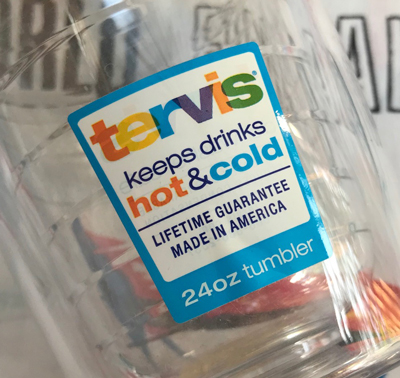 tervis®
keeps drinks
hot & cold
LIFETIME GUARANTEE
MADE IN AMERICA
24oz tumbler